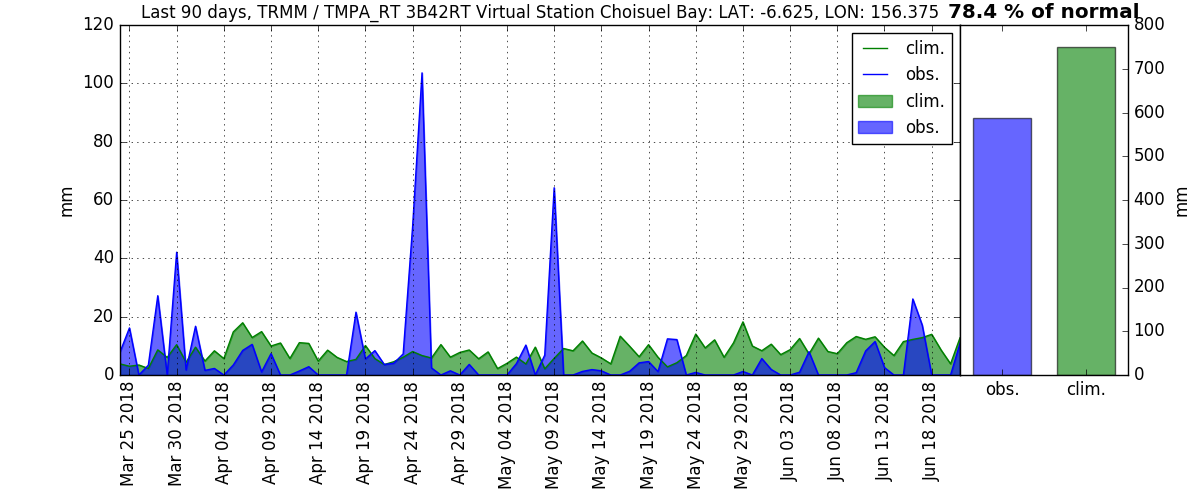 Last 90 days, TRMM / TMPA_RT 3B42RT Virtual Station Choisuel Bay: LAT: -6.625, LON: 156.375 78.4 % of normal
120
100
80
60
40
20
0
mm
clim.
obs.
clim.
obs.
800
700
600
500
400
300
200
100
0
mm
Mar 25 2018
Mar 30 2018
Apr 04 2018
Apr 09 2018
Apr 14 2018
Apr 19 2018
Apr 24 2018
Apr 29 2018
May 04 2018
May 09 2018
May 14 2018
May 19 2018
May 24 2018
May 29 2018
Jun 03 2018
Jun 08 2018
Jun 13 2018
Jun 18 2018
obs.
clim.